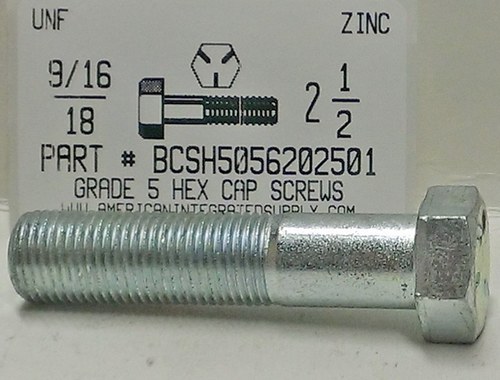 UNF ZINC
9/16
18
2 1/2
PART # BCSH5056202501
GRADE 5 HEX CAP SCREWS
WWW.AMERICANINTEGRATEDSUPPLY.COM